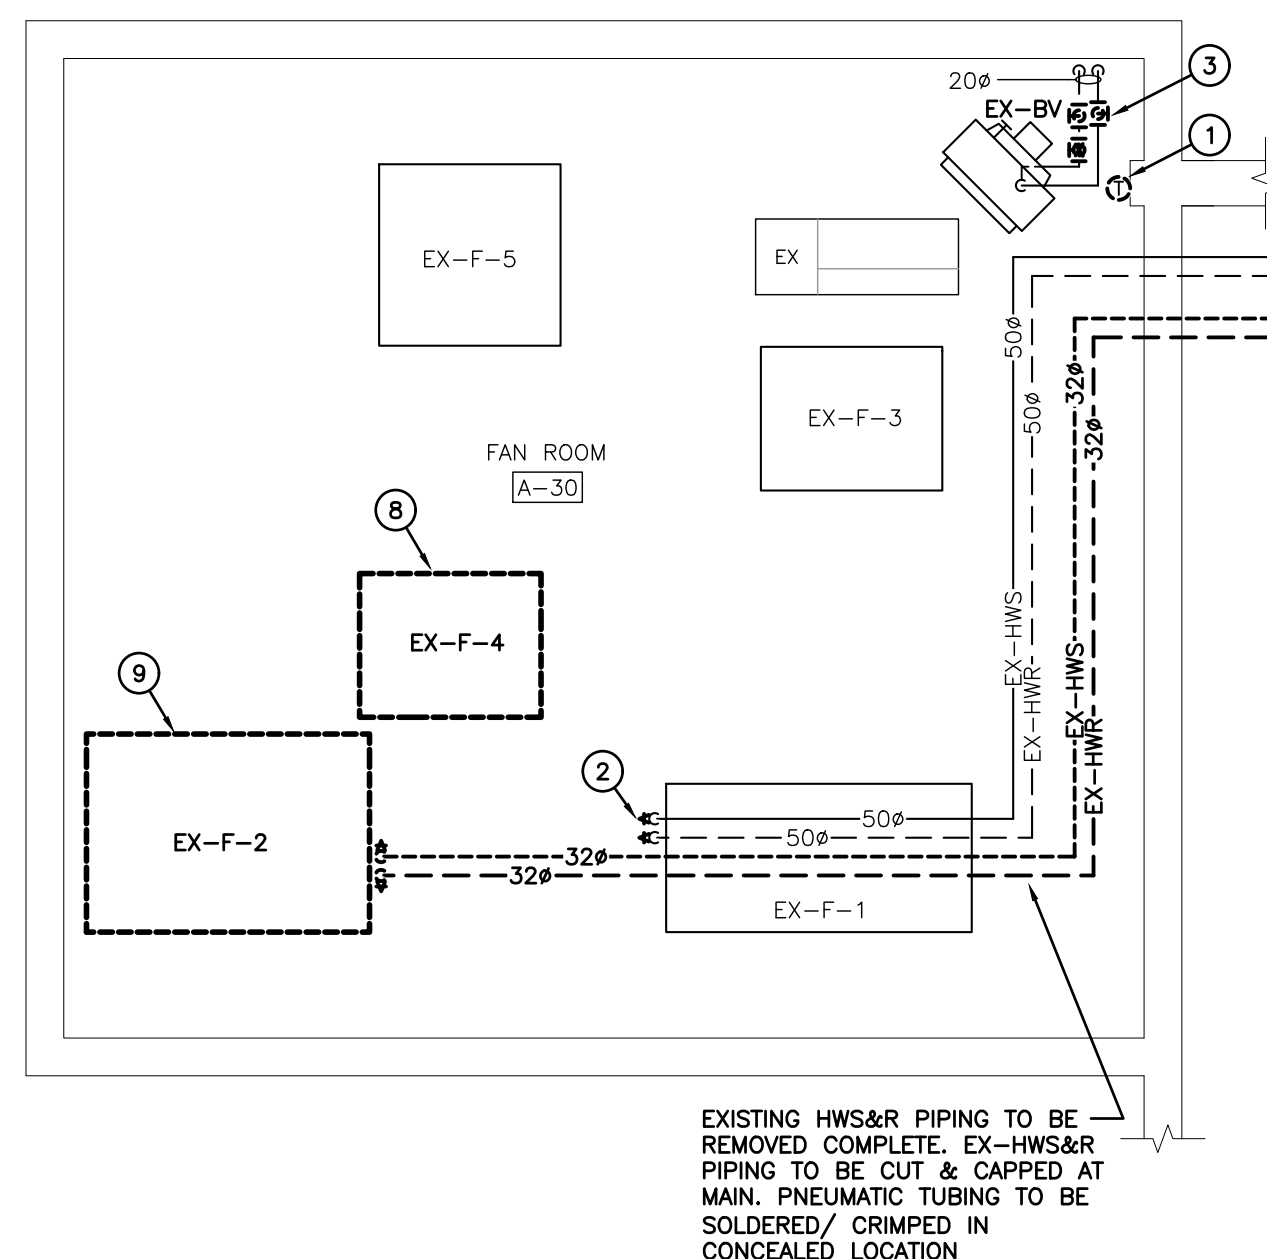 3
20ø
EX-BV
1
T
EX-F-5
EX
50ø
32ø
50ø
32ø
EX-F-3
FAN ROOM
A-30
8
EX-F-4
EX-HWS
EX-HWR
EX-HWS
EX-HWR
9
2
50ø
50ø
EX-F-2
32ø
32ø
EX-F-1
EXISTING HWS&R PIPING TO BE
REMOVED COMPLETE. EX-HWS&R
PIPING TO BE CUT & CAPPED AT
MAIN. PNEUMATIC TUBING TO BE
SOLDERED/ CRIMPED IN
CONCEALED LOCATION